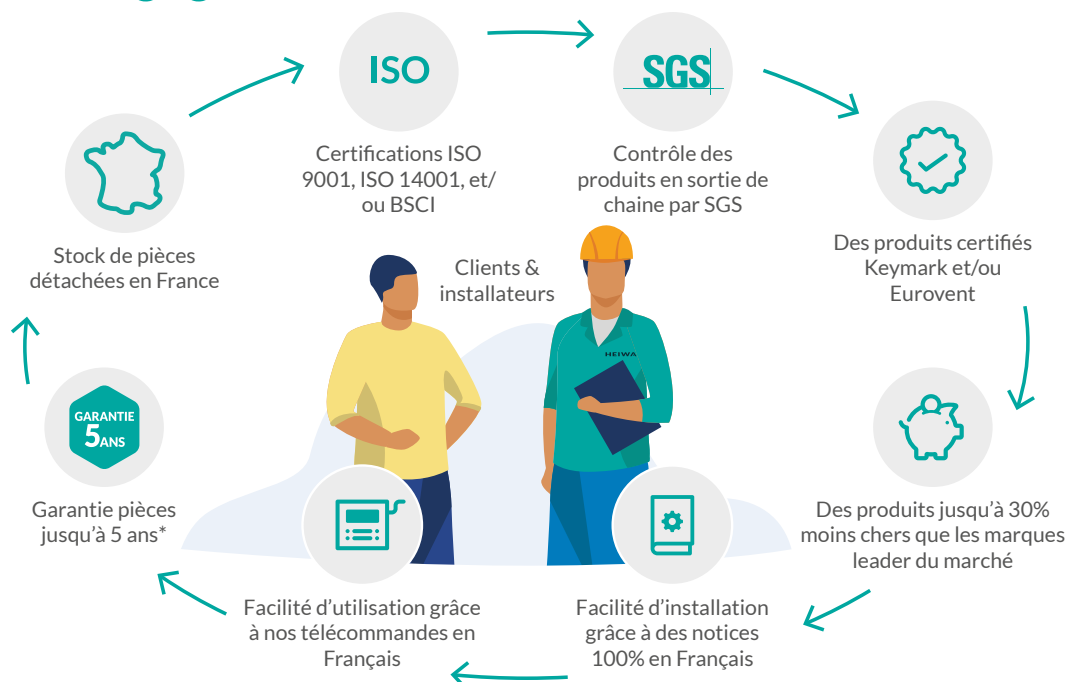 ISO
Certifications ISO
9001, ISO 14001, et/
ou BSCI
SGS
Contrôle des
produits en sortie de
chaine par SGS
Des produits certifiés
Keymark et/ou
Eurovent
Des produits jusqu'à 30%
moins chers que les marques
leader du marché
Facilité d'installation
grâce à des notices
100% en Français
Facilité d'utilisation grâce
à nos télécommandes en
Français
GARANTIE
5ANS
Garantie pièces
jusqu'à 5 ans*
Stock de pièces
détachées en France
Clients &
installateurs
HEIWA